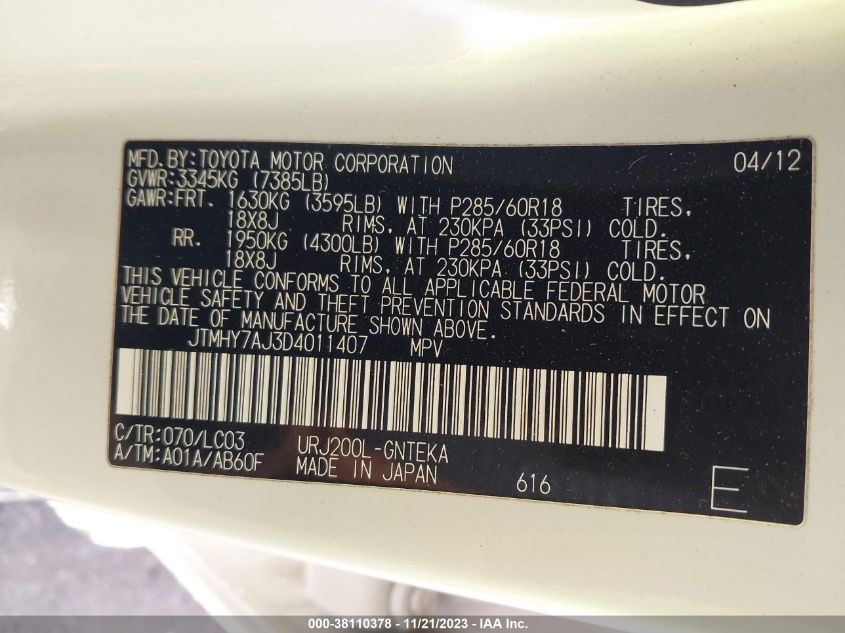 MFD.BY:TOYOTA MOTOR CORPORATION 04/12
GVWR:3345KG (7385LB)
GAWR:FRT. 1630KG (3595LB) WITH P285/60R18 TIRES,
18X8J RIMS, AT 230KPA (33PSI) COLD.
RR. 1950KG (4300LB) WITH P285/60R18 TIRES,
18X8J RIMS, AT 230KPA (33PSI) COLD.
THIS VEHICLE CONFORMS TO ALL APPLICABLE FEDERAL MOTOR
VEHICLE SAFETY AND THEFT PREVENTION STANDARDS IN EFFECT ON
THE DATE OF MANUFACTURE SHOWN ABOVE.
JTMHY7AJ3D4011407 MPV
C/TR:070/LC03 URJ200L-GNTEKA
A/TM:A01A/AB60F MADE IN JAPAN 616 E
000-38110378 - 11/21/2023 - IAA Inc.